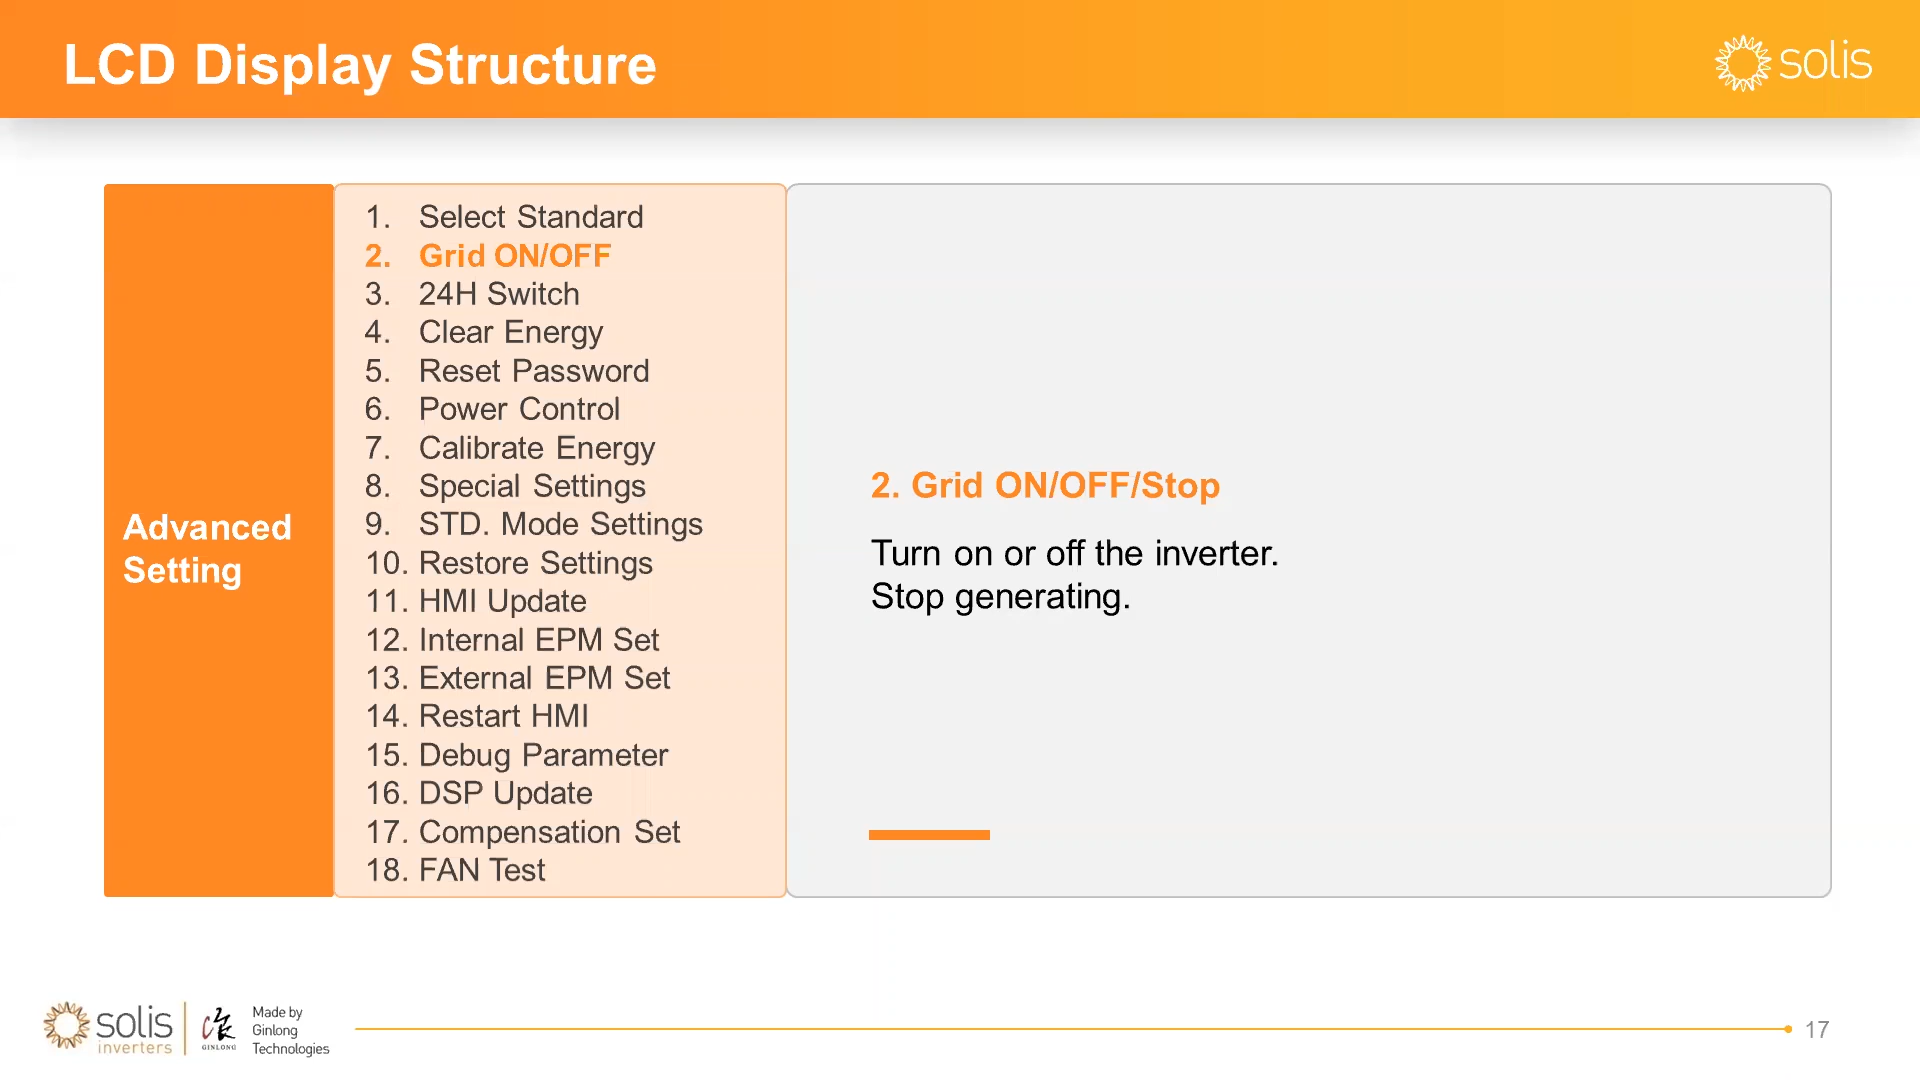 LCD Display Structure
solis
Advanced
Setting
1. Select Standard
2. Grid ON/OFF
3. 24H Switch
4. Clear Energy
5. Reset Password
6. Power Control
7. Calibrate Energy
8. Special Settings
9. STD. Mode Settings
10. Restore Settings
11. HMI Update
12. Internal EPM Set
13. External EPM Set
14. Restart HMI
15. Debug Parameter
16. DSP Update
17. Compensation Set
18. FAN Test
2. Grid ON/OFF/Stop
Turn on or off the inverter.
Stop generating.
solis
inverters
GINLONG
Made by
Ginlong
Technologies
17